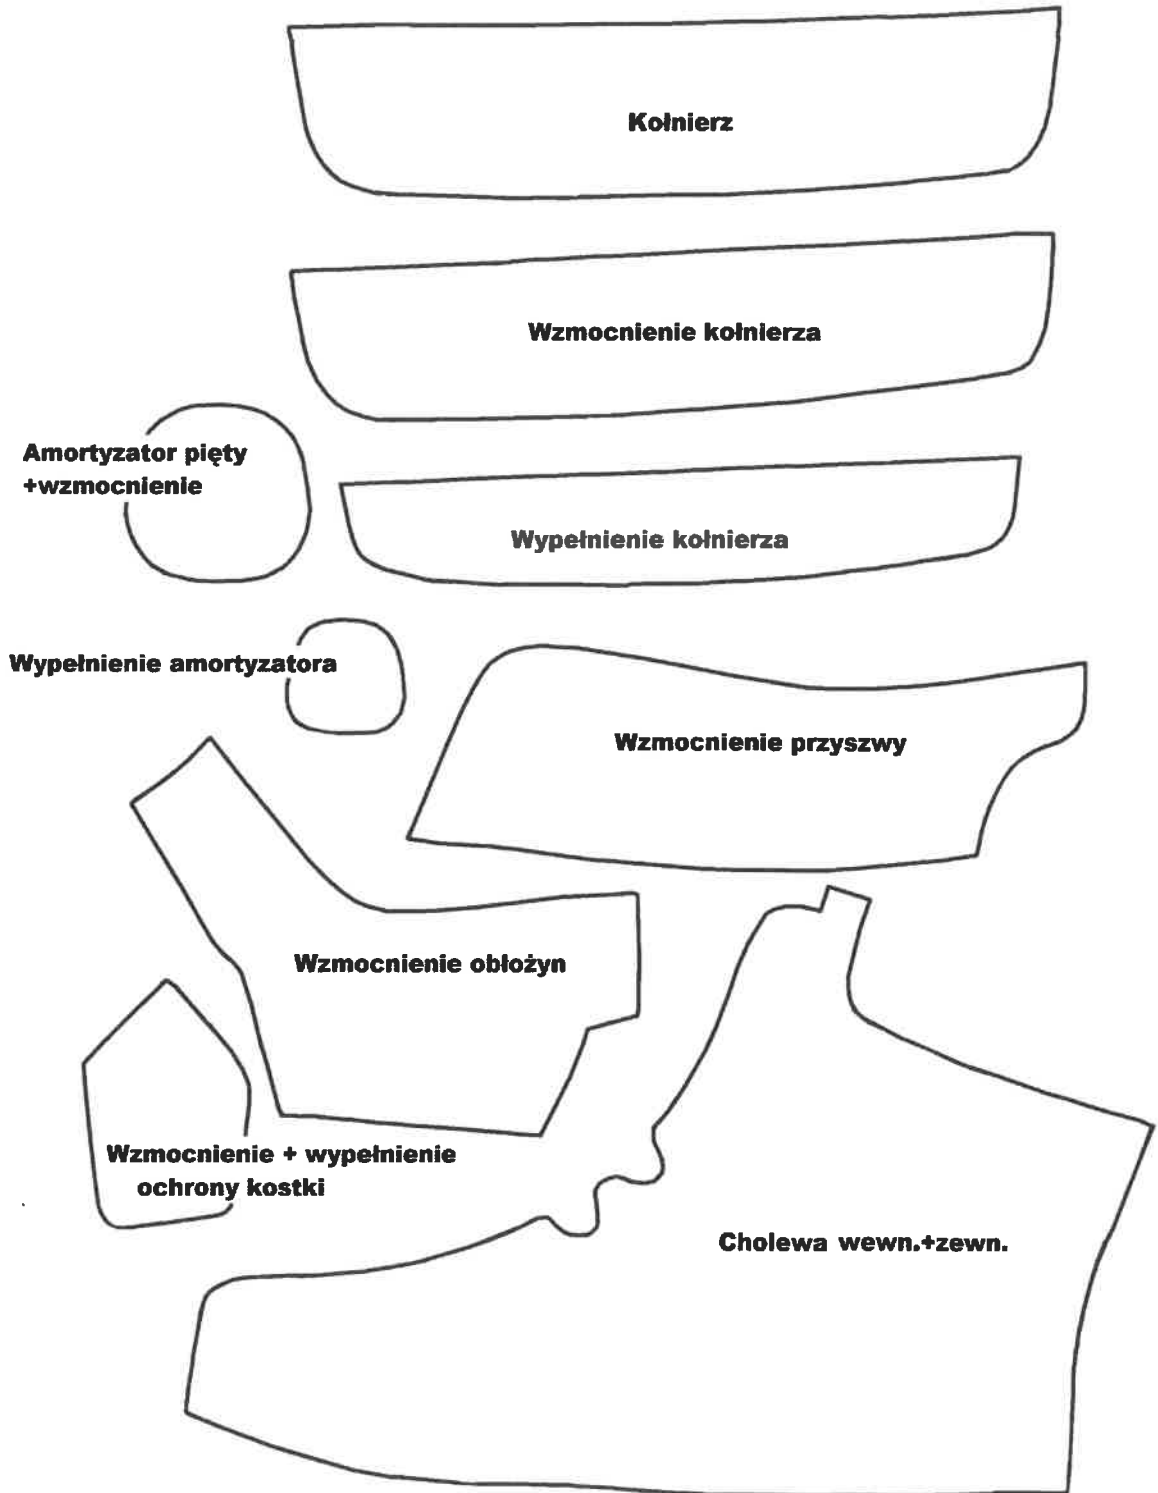 Kołnierz
Wzmocnienie kołnierza
Amortyzator pięty
+wzmocnienie
Wypełnienie kołnierza
Wypełnienie amortyzatora
Wzmocnienie przyszwy
Wzmocnienie obłożyn
Wzmocnienie + wypełnienie
ochrony kostki
Cholewa wewn.+zewn.